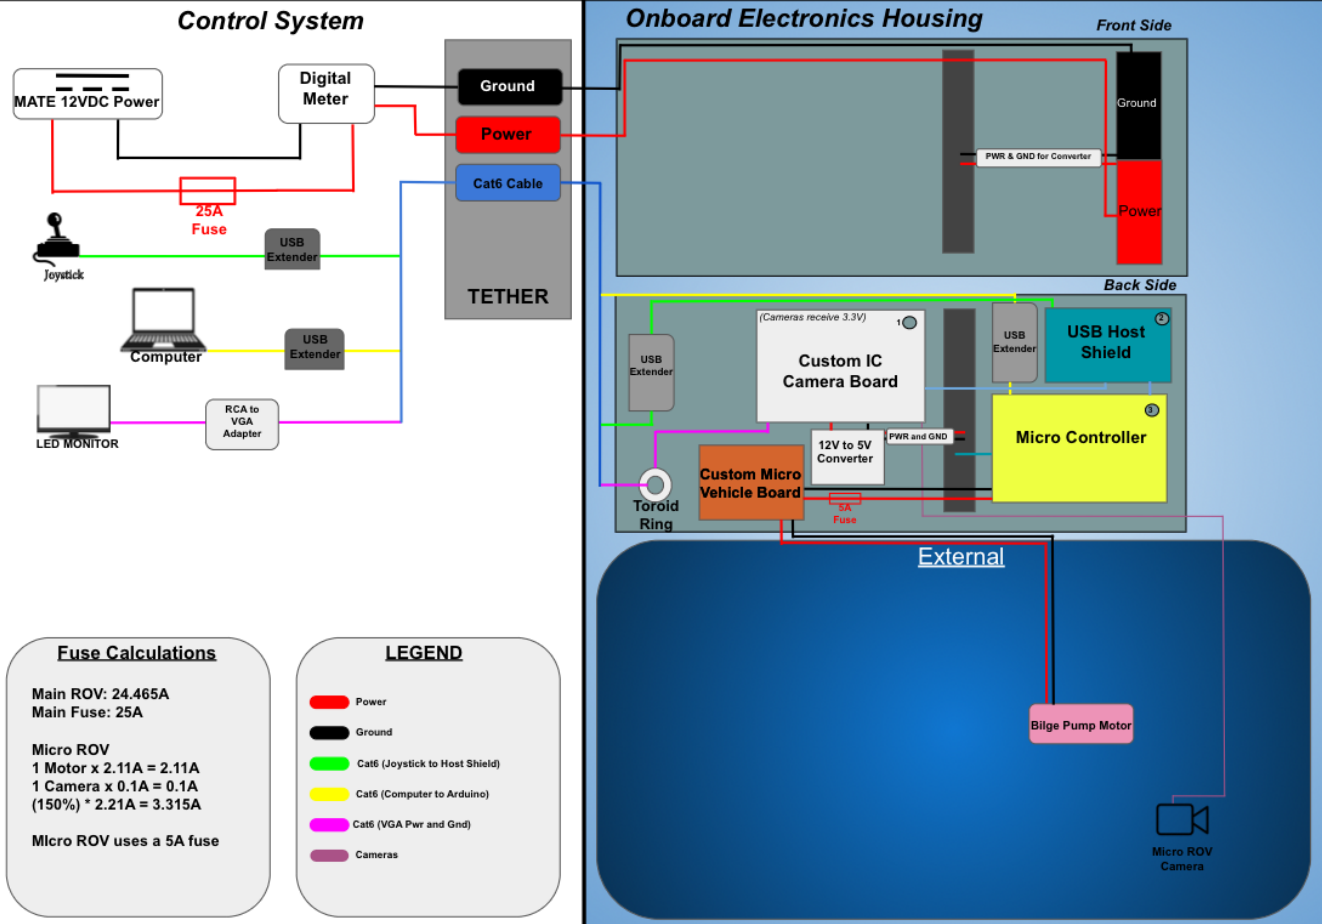 Control System
Onboard Electronics Housing
Front Side
MATE 12VDC Power
Digital
Meter
Ground
Power
Cat6 Cable
TETHER
25A
Fuse
Joystick
USB
Extender
Computer
USB
Extender
LED MONITOR
RCA to
VGA
Adapter
Ground
PWR & GND for Converter
Power
Back Side
(Cameras receive 3.3V)
1
Custom IC
Camera Board
USB
Extender
USB
Extender
2
USB Host
Shield
3
Micro Controller
12V to 5V
Converter
PWR and GND
Custom Micro
Vehicle Board
5A
Fuse
Toroid
Ring
External
Bilge Pump Motor
Micro ROV
Camera
Fuse Calculations
Main ROV: 24.465A
Main Fuse: 25A
Micro ROV
1 Motor x 2.11A = 2.11A
1 Camera x 0.1A = 0.1A
(150%) * 2.21A = 3.315A
MIcro ROV uses a 5A fuse
LEGEND
Power
Ground
Cat6 (Joystick to Host Shield)
Cat6 (Computer to Arduino)
Cat6 (VGA Pwr and Gnd)
Cameras